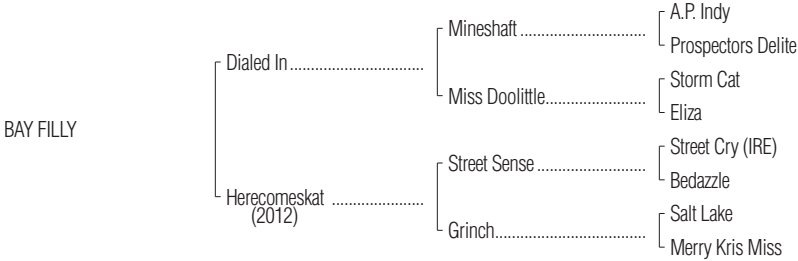 A.P. Indy
Mineshaft
Prospectors Delite
Dialed In
Storm Cat
Miss Doolittle
Eliza
BAY FILLY
Street Cry (IRE)
Street Sense
Bedazzle
Herecomeskat
(2012)
Salt Lake
Grinch
Merry Kris Miss